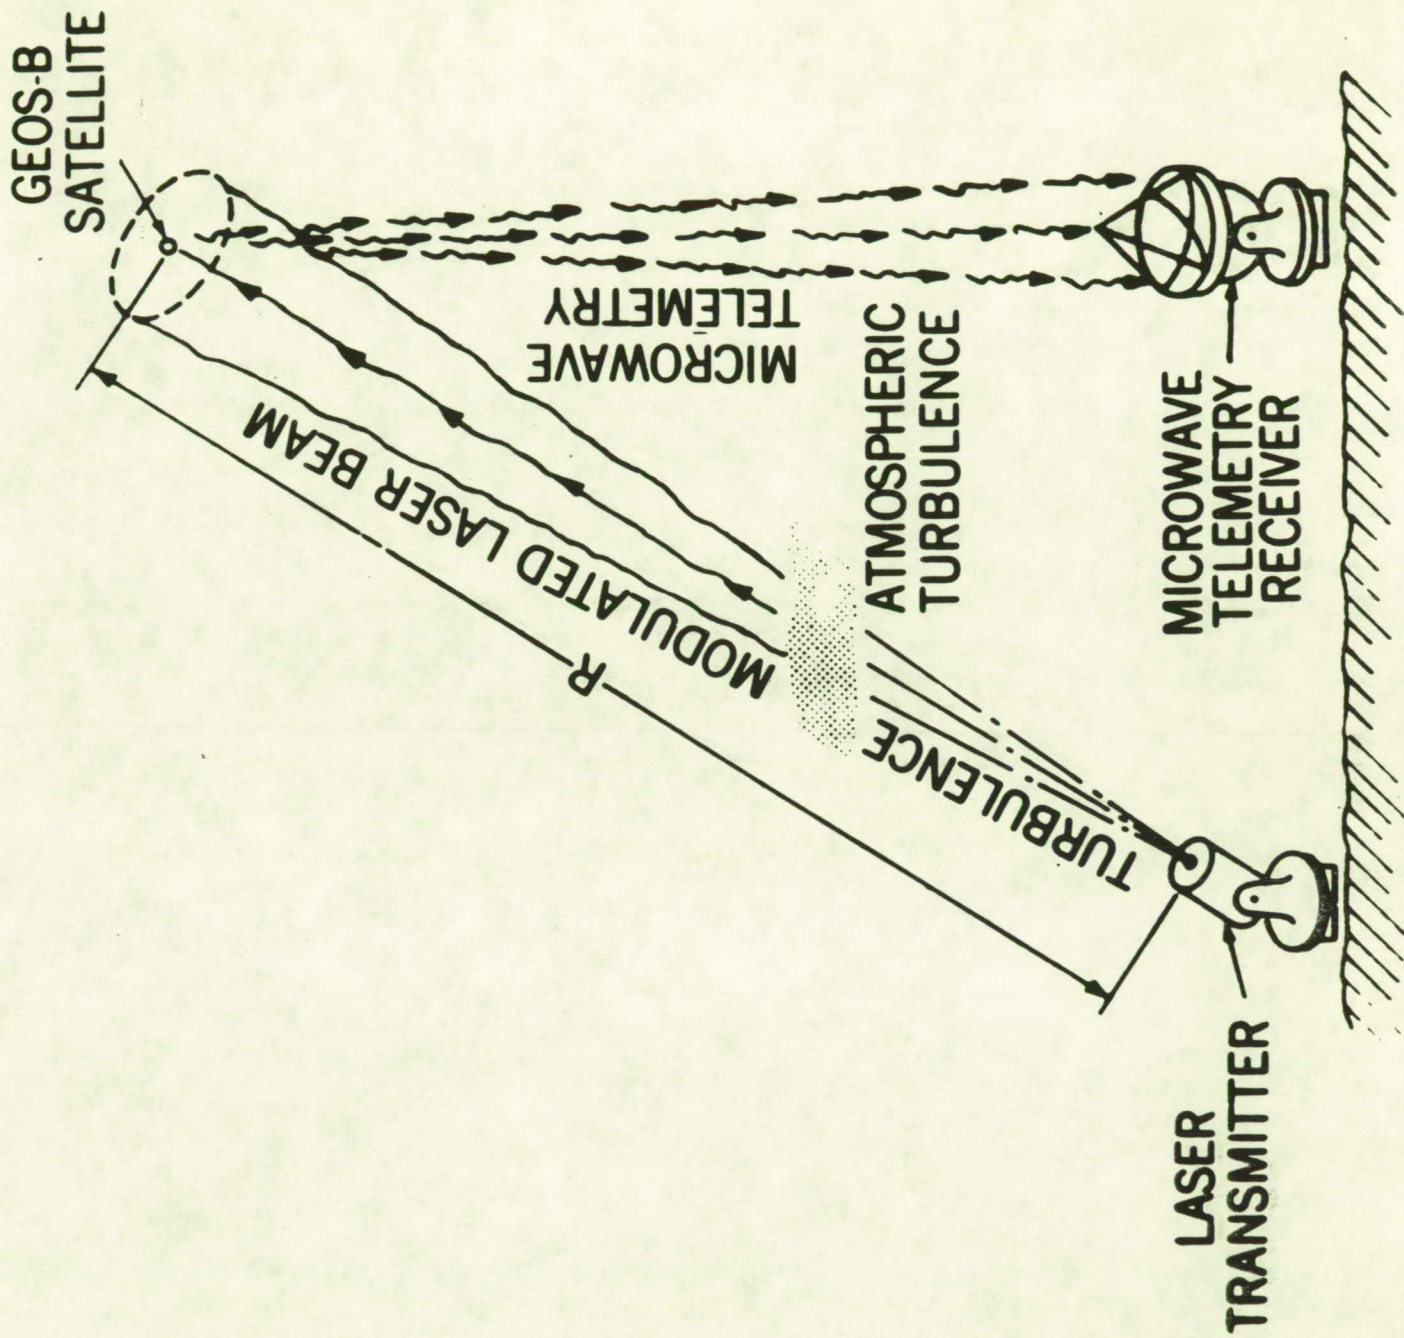 GEOS-B
SATELLITE
MICROWAVE
TELEMETRY
MODULATED LASER BEAM
R
ATMOSPHERIC
TURBULENCE
TURBULENCE
MICROWAVE
TELEMETRY
RECEIVER
LASER
TRANSMITTER